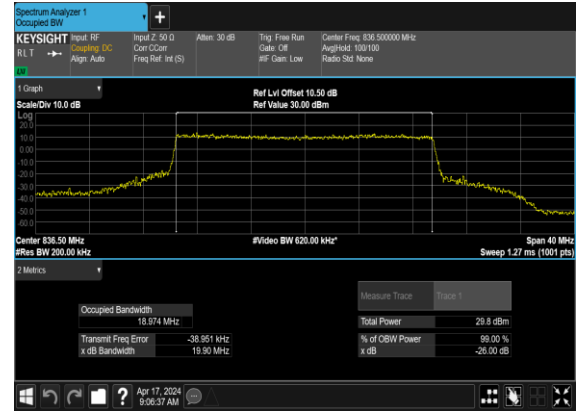 Spectrum Analyzer 1
Occupied BW
KEYSIGHT
RLT
LV
Input: RF
Coupling: DC
Align: Auto
Input Z: 50 Ω
Corr CCorr
Freq Ref: Int (S)
Atten: 30 dB
Trig: Free Run
Gate: Off
#IF Gain: Low
Center Freq: 836.500000 MHz
Avg|Hold: 100/100
Radio Std: None
1 Graph
Scale/Div 10.0 dB
Ref Lvl Offset 10.50 dB
Ref Value 30.00 dBm
Log
20.0
10.0
0.00
-10.0
-20.0
-30.0
-40.0
-50.0
-60.0
Center 836.50 MHz
#Res BW 200.00 kHz
#Video BW 620.00 kHz*
Span 40 MHz
Sweep 1.27 ms (1001 pts)
2 Metrics
Measure Trace
Trace 1
Occupied Bandwidth
18.974 MHz
Total Power
29.8 dBm
Transmit Freq Error
-38.951 kHz
% of OBW Power
99.00 %
x dB Bandwidth
19.90 MHz
x dB
-26.00 dB
Apr 17, 2024
9:06:37 AM
?